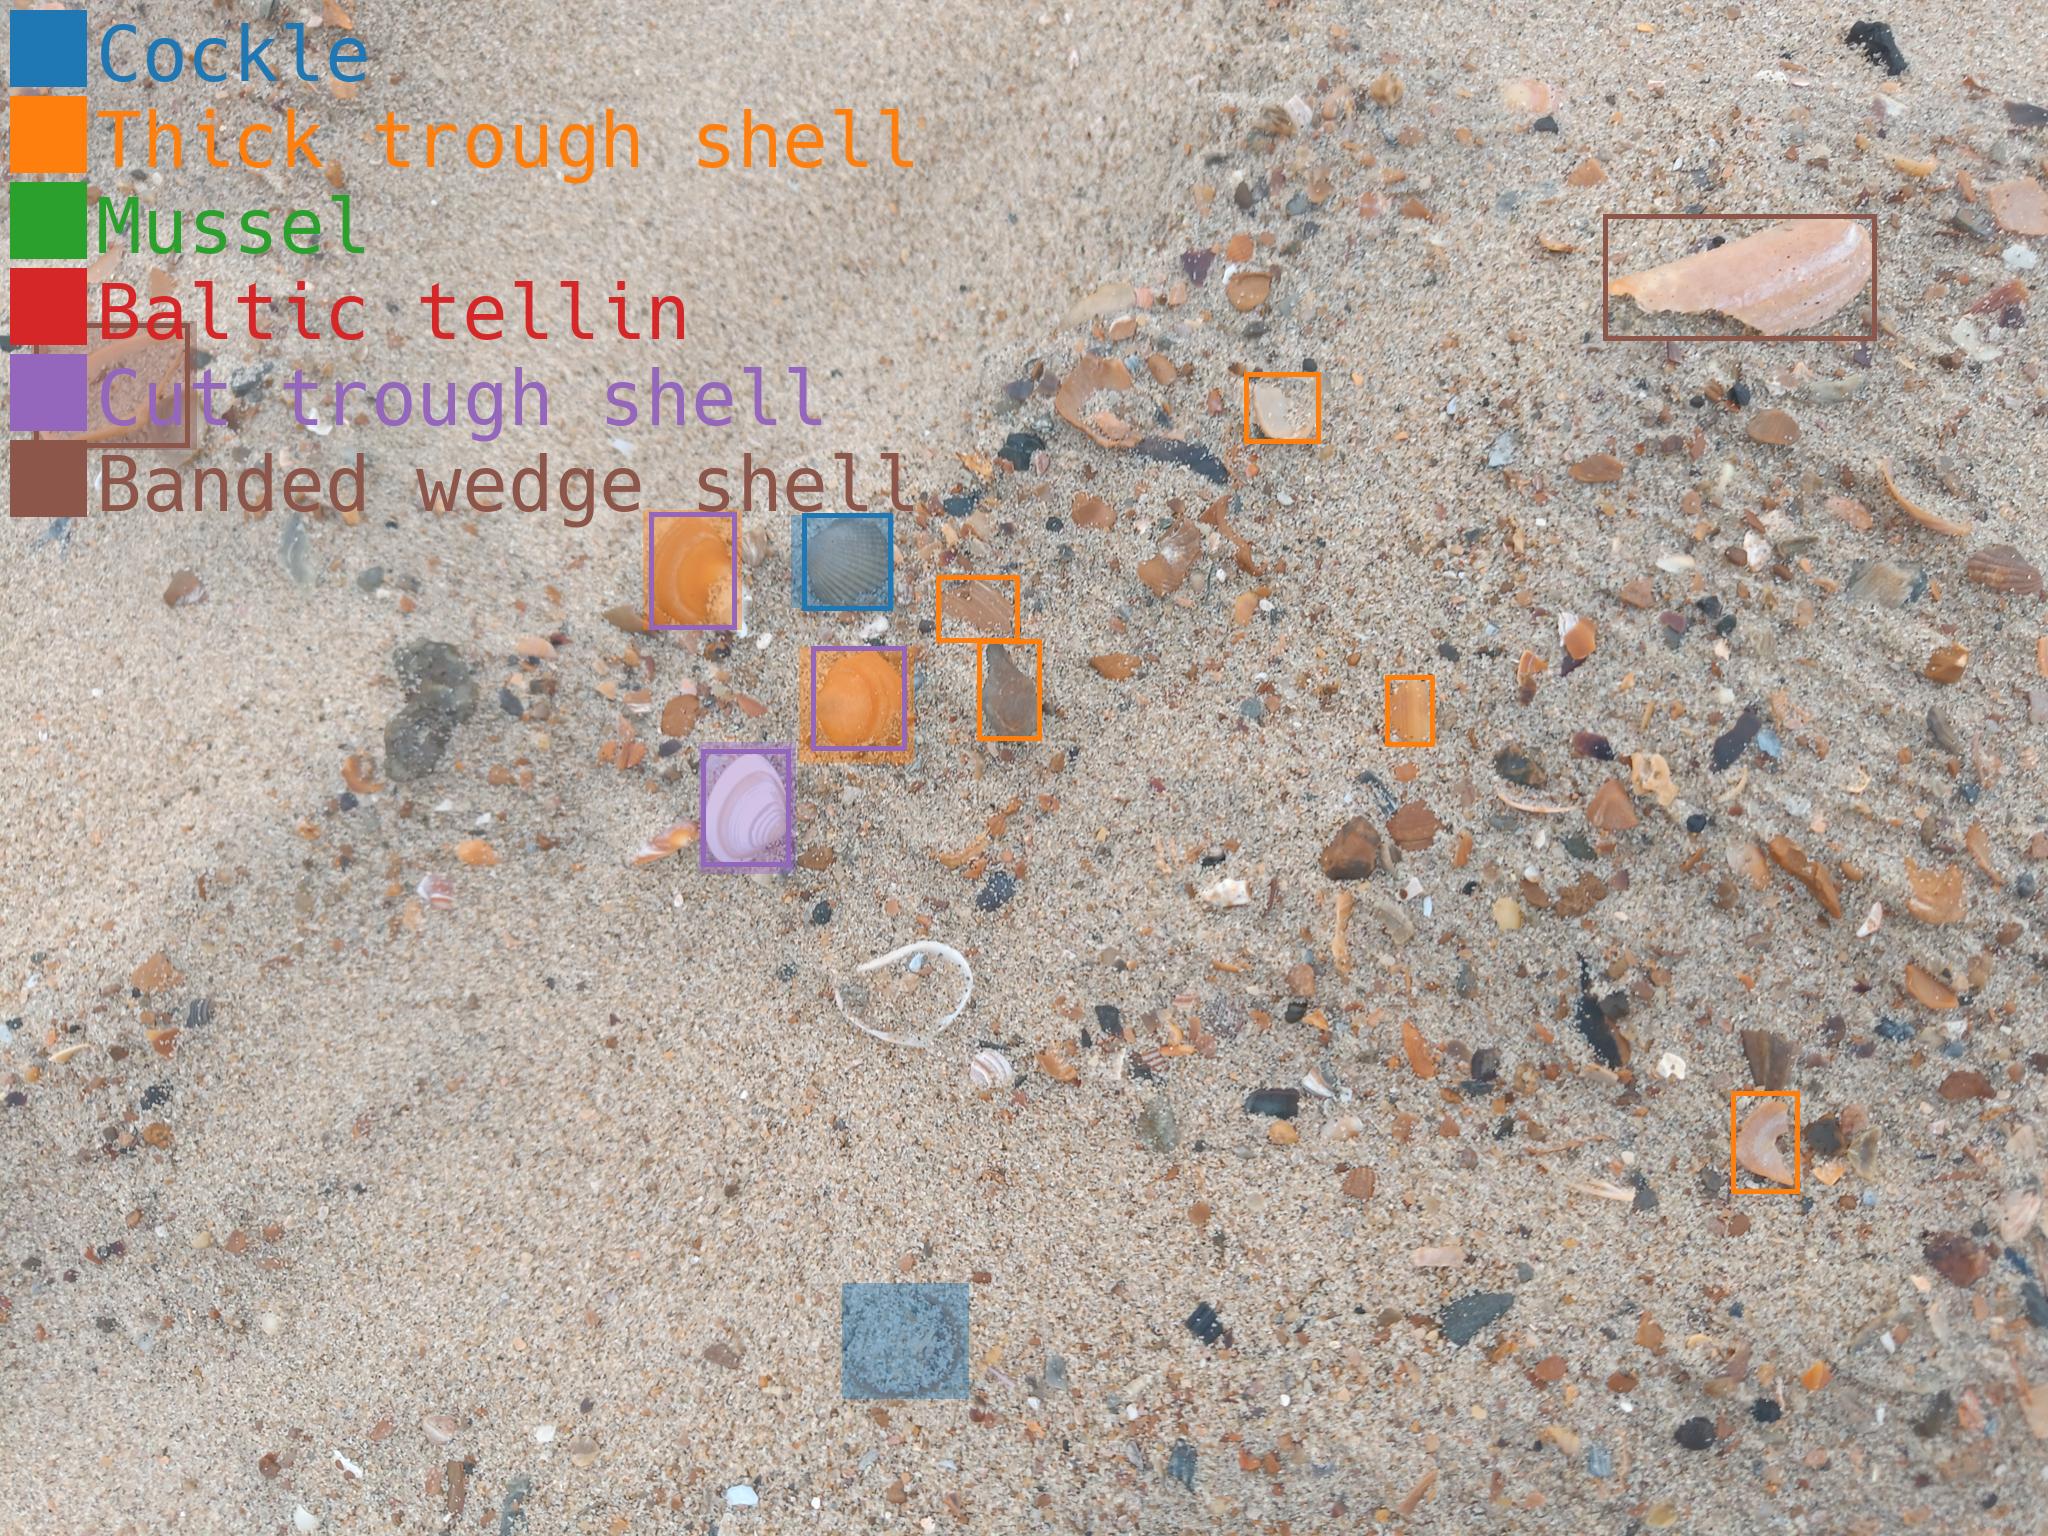 Cockle
Thick trough shell
Mussel
Baltic tellin
Cut trough shell
Banded wedge shell